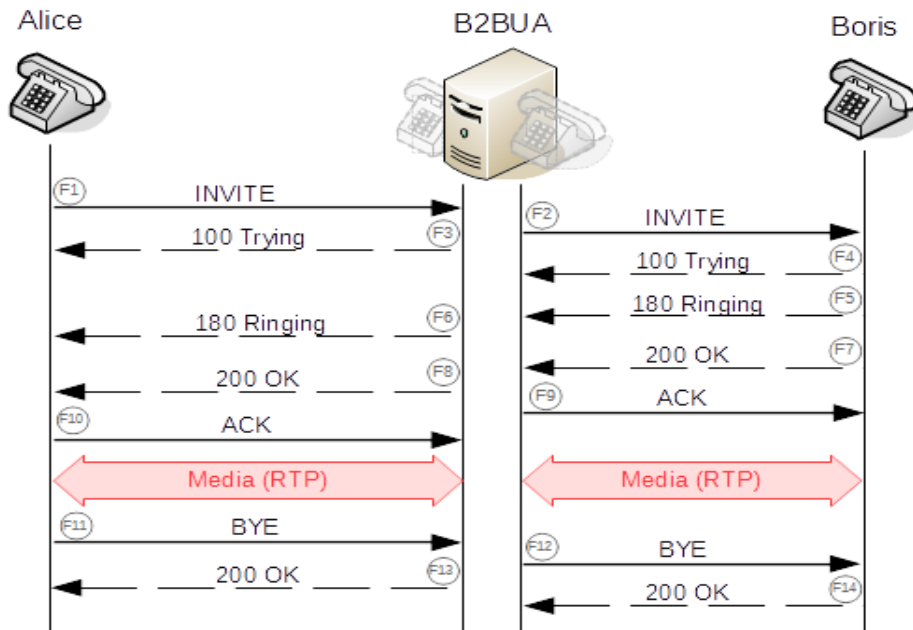 Alice
B2BUA
Boris
F1
INVITE
F2
INVITE
100 Trying
F3
100 Trying
F4
180 Ringing
F5
180 Ringing
F6
200 OK
F7
200 OK
F8
F9
ACK
F10
ACK
Media (RTP)
Media (RTP)
F11
BYE
F12
BYE
200 OK
F13
200 OK
F14